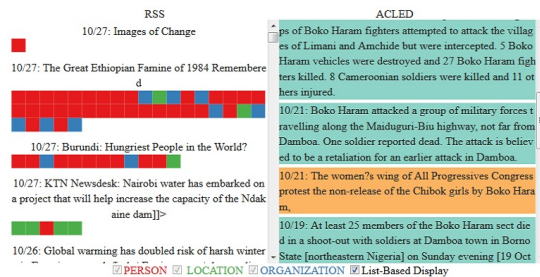 RSS
10/27: Images of Change
10/27: The Great Ethiopian Famine of 1984 Remembere
d
10/27: Burundi: Hungriest People in the World?
10/27: KTN Newsdesk: Nairobi water has embarked on
a project that will help increase the capacity of the Ndak
aine dam]]>
10/26: Global warming has doubled risk of harsh winter
ACLED
ps of Boko Haram fighters attempted to attack the villag
es of Limani and Amchide but were intercepted. 5 Boko
Haram vehicles were destroyed and 27 Boko Haram figh
ters killed. 8 Cameroonian soldiers were killed and 11 ot
hers injured.
10/21: Boko Haram attacked a group of military forces t
ravelling along the Maiduguri-Biu highway, not far from
Damboa. One soldier reported dead. The attack is believ
ed to be a retaliation for an earlier attack in Damboa.
10/21: The women?s wing of All Progressives Congress
protest the non-release of the Chibok girls by Boko Hara
m,
10/19: At least 25 members of the Boko Haram sect die
d in a shoot-out with soldiers at Damboa town in Borno
State [northeastern Nigeria] on Sunday evening [19 Oct
PERSON LOCATION ORGANIZATION List-Based Display